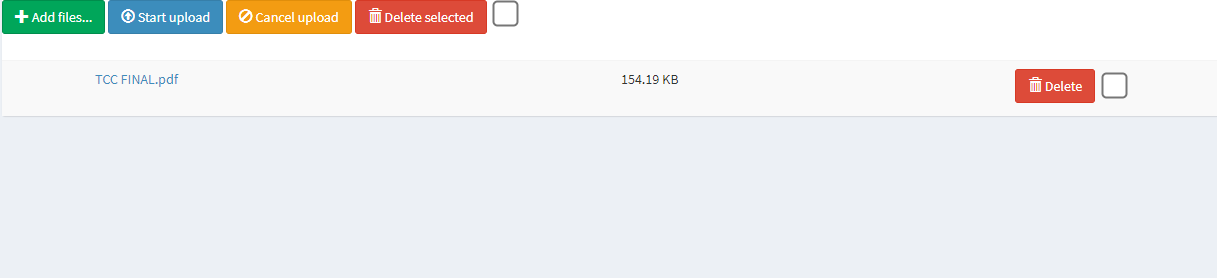 Add files... Start upload Cancel upload Delete selected
TCC FINAL.pdf 154.19 KB Delete